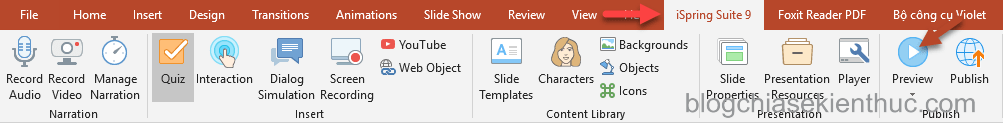 File Home Insert Design Transitions Animations Slide Show Review View iSpring Suite 9 Foxit Reader PDF Bộ công cụ Violet
Record Audio
Record Video
Manage Narration
Narration
Quiz
Interaction
Dialog Simulation
Screen Recording
YouTube
Web Object
Insert
Slide Templates
Characters
Backgrounds
Objects
Icons
Content Library
Slide Properties
Presentation Resources
Player
Presentation
Preview
Publish
Publish
blogchiasekienthuc.com